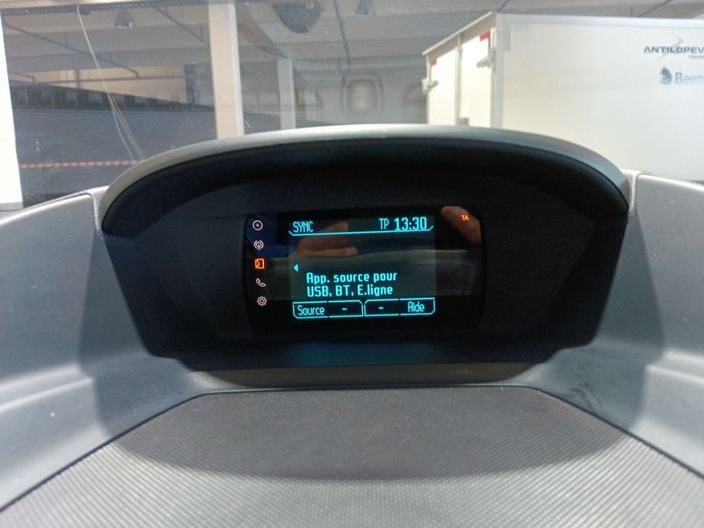 ANTILOPEV
SYNC TP 13:30 TA
App. source pour
USB, BT, E.ligne
Source - - Aide